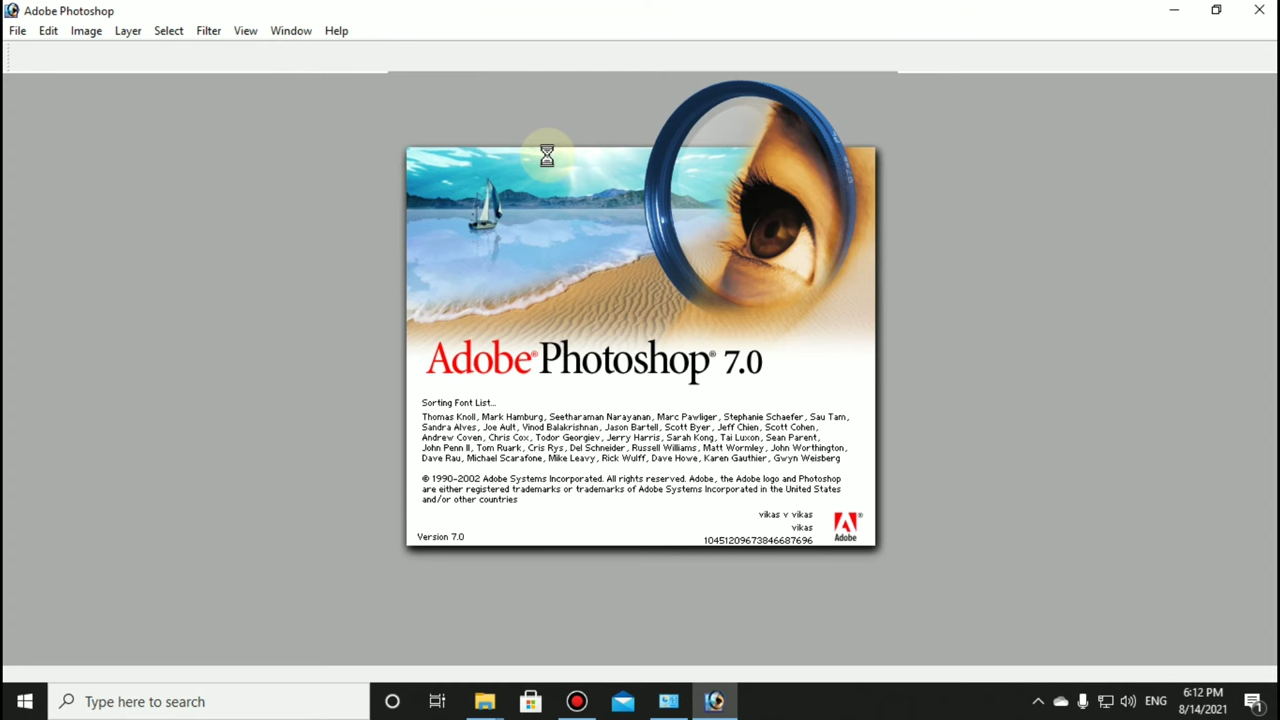 Adobe Photoshop
File Edit Image Layer Select Filter View Window Help
Adobe® Photoshop® 7.0
Sorting Font List...
Thomas Knoll, Mark Hamburg, Seetharaman Narayanan, Marc Pawliger, Stephanie Schaefer, Sau Tam,
Sandra Alves, Joe Ault, Vinod Balakrishnan, Jason Bartell, Scott Byer, Jeff Chien, Scott Cohen,
Andrew Coven, Chris Cox, Todor Georgiev, Jerry Harris, Sarah Kong, Tai Luxon, Sean Parent,
John Penn II, Tom Ruark, Cris Rys, Del Schneider, Russell Williams, Matt Wormley, John Worthington,
Dave Rau, Michael Scarafone, Mike Leavy, Rick Wulff, Dave Howe, Karen Gauthier, Gwyn Weisberg
© 1990-2002 Adobe Systems Incorporated. All rights reserved. Adobe, the Adobe logo and Photoshop
are either registered trademarks or trademarks of Adobe Systems Incorporated in the United States
and/or other countries
vikas v vikas
vikas
10451209673846687696
Version 7.0
Adobe
Type here to search
ENG
6:12 PM
8/14/2021
1